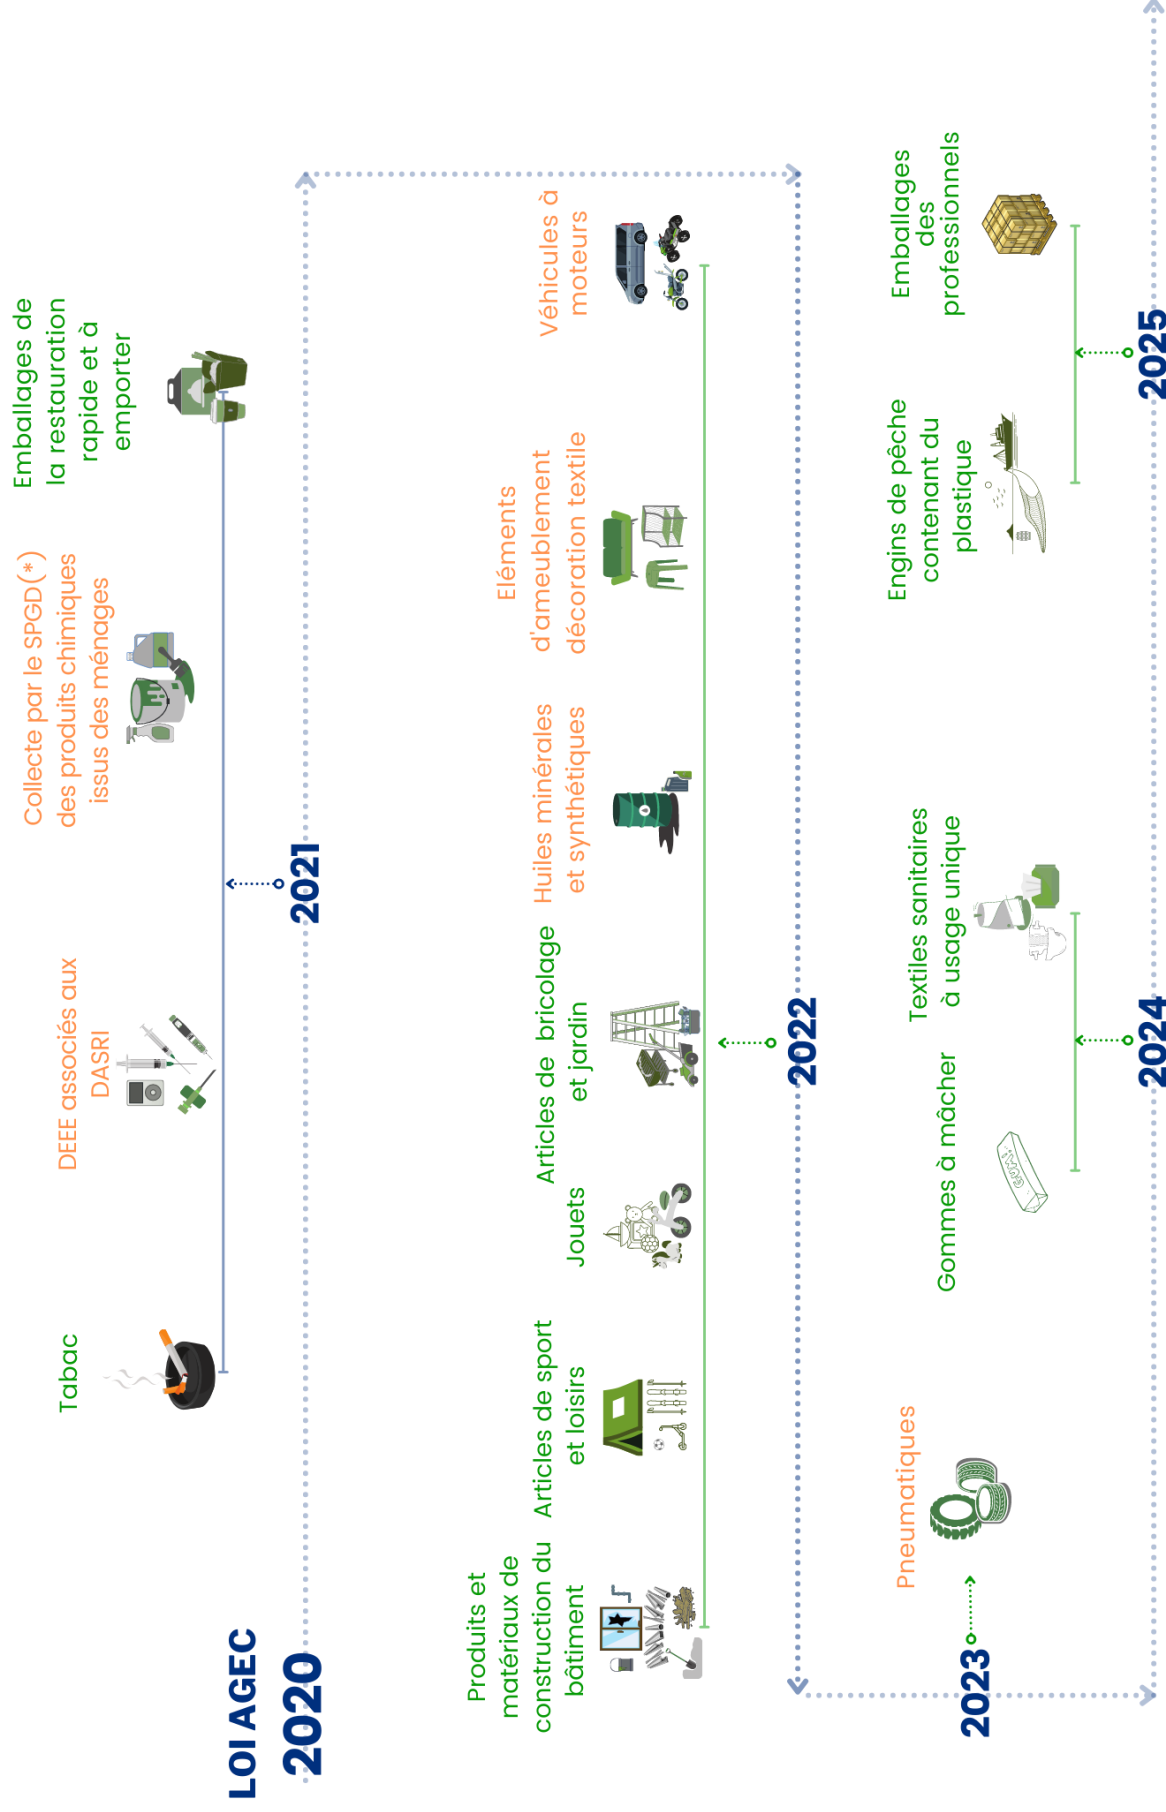 LOI AGEC
2020
Tabac
DEEE associés aux
DASRI
Collecte par le SPGD(*)
des produits chimiques
issus des ménages
Emballages de
la restauration
rapide et à
emporter
2021
Produits et
matériaux de
construction du
bâtiment
Articles de sport
et loisirs
Jouets
Articles de bricolage
et jardin
Huiles minérales
et synthétiques
Eléments
d'ameublement
décoration textile
Véhicules à
moteurs
2022
2023
Pneumatiques
Gommes à mâcher
GUM
Textiles sanitaires
à usage unique
2024
Engins de pêche
contenant du
plastique
Emballages
des
professionnels
2025